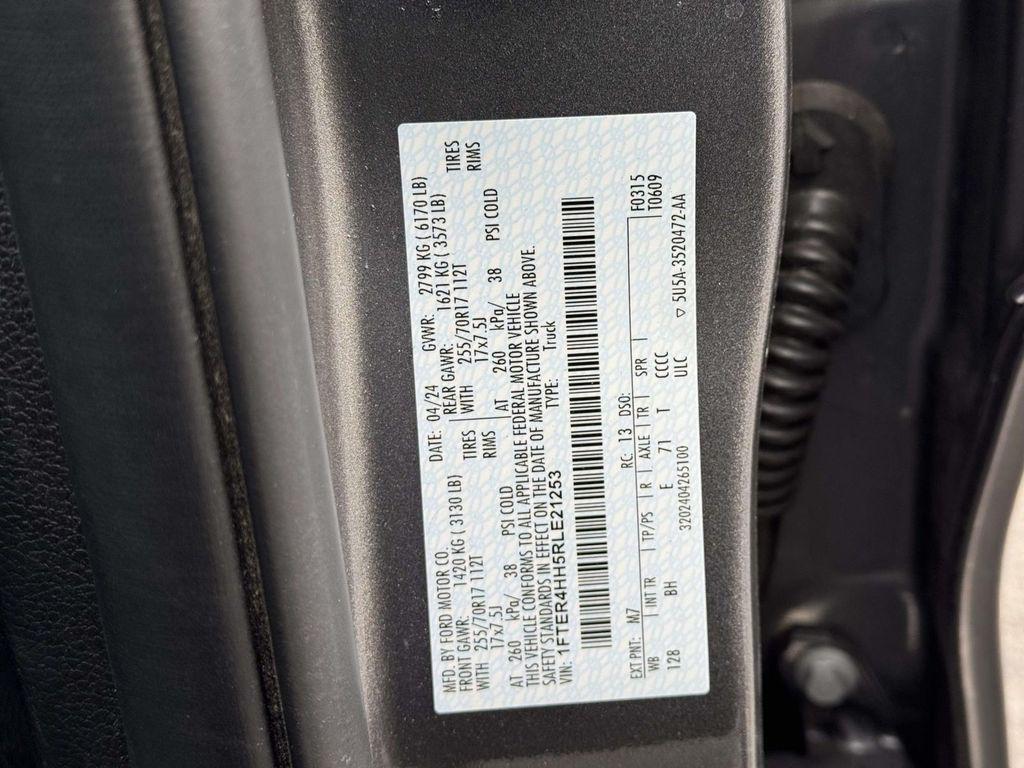 MFD. BY FORD MOTOR CO. DATE: 04/24 GVWR: 2799 KG ( 6170 LB)
FRONT GAWR: 1420 KG ( 3130 LB) REAR GAWR: 1621 KG ( 3573 LB)
WITH 255/70R17 112T TIRES WITH 255/70R17 112T TIRES
17x7.5J RIMS 17x7.5J RIMS
AT 260 kPa/ 38 PSI COLD AT 260 kPa/ 38 PSI COLD
THIS VEHICLE CONFORMS TO ALL APPLICABLE FEDERAL MOTOR VEHICLE
SAFETY STANDARDS IN EFFECT ON THE DATE OF MANUFACTURE SHOWN ABOVE.
VIN: 1FTER4HH5RLE21253 TYPE: Truck
EXT PNT: M7 RC: 13 DSO: F0315
WB INT TR TP/PS R AXLE TR SPR T0609
128 BH E 71 T CCCC
ULC
3202404265100 ▽ 5U5A-3520472-AA